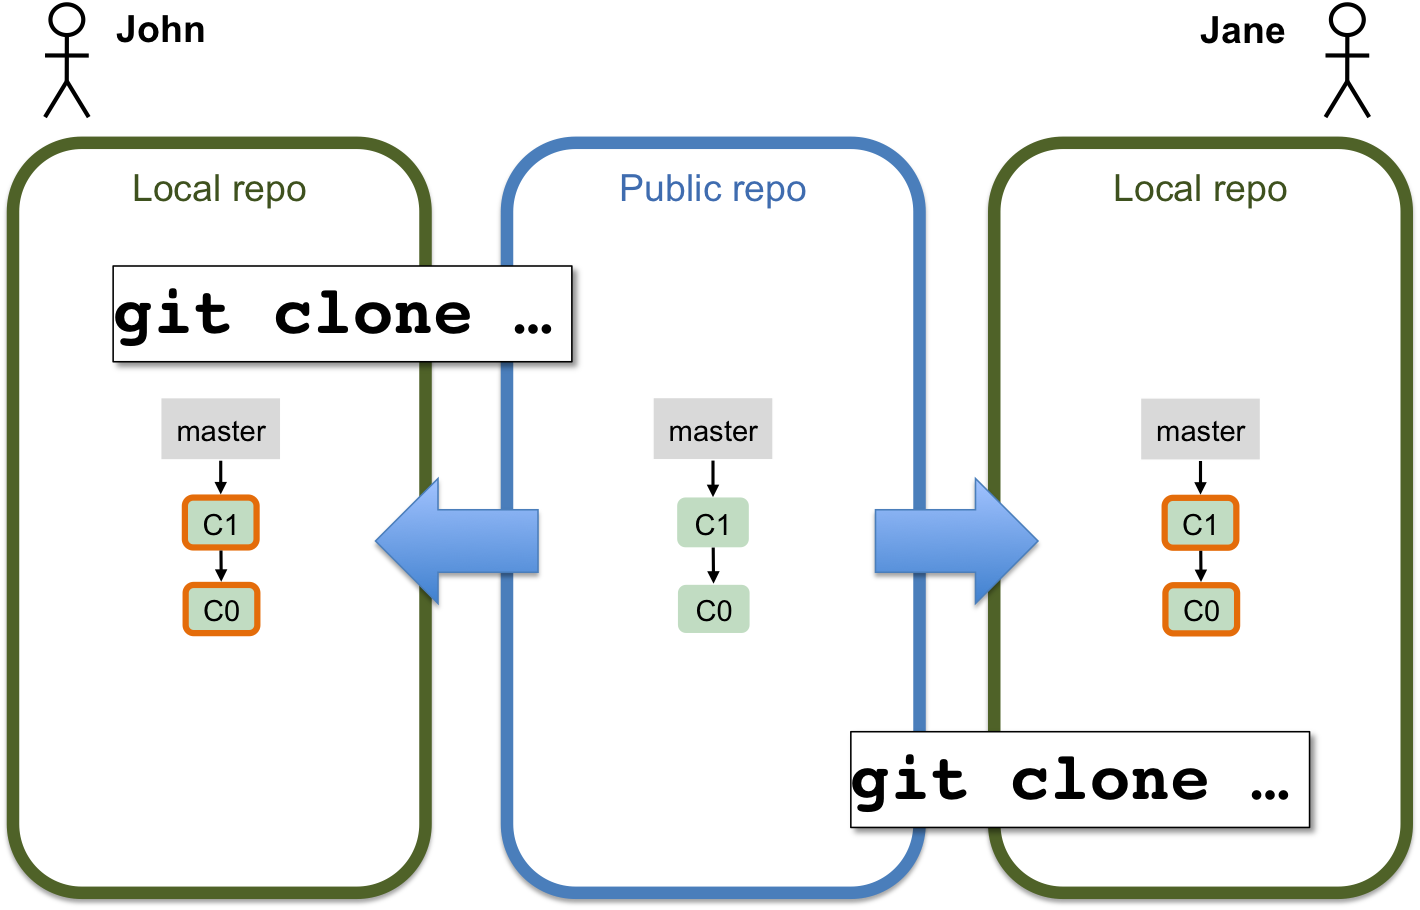 John
Jane
Local repo
Public repo
Local repo
git clone …
master
master
master
C1
C1
C1
C0
C0
C0
git clone …